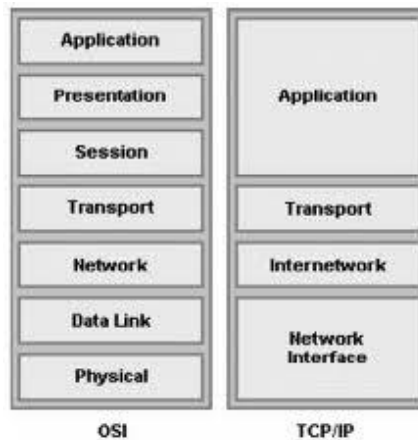 Application
Presentation
Session
Transport
Network
Data Link
Physical
OSI
Application
Transport
Internetwork
Network
Interface
TCP/IP